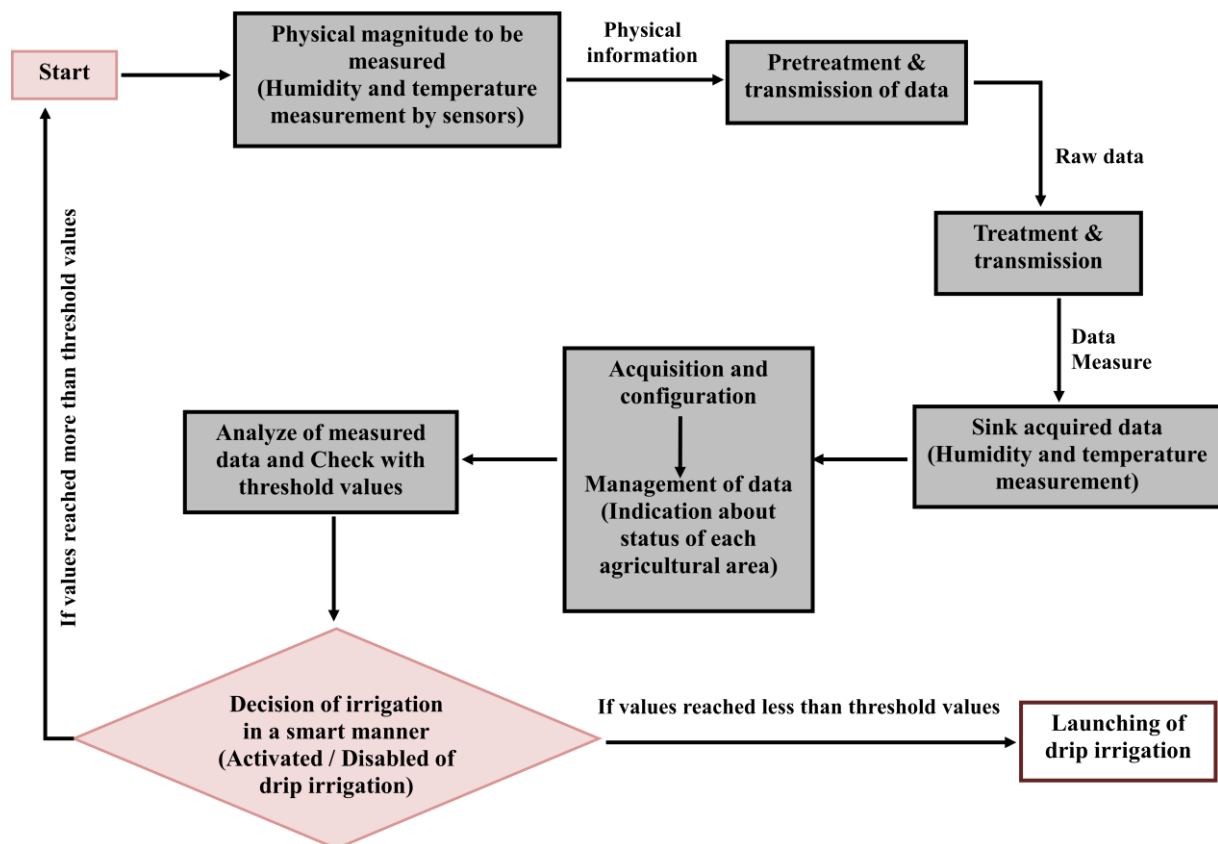 Start
Physical magnitude to be
measured
(Humidity and temperature
measurement by sensors)
Physical
information
Pretreatment &
transmission of data
Raw data
Treatment &
transmission
Data
Measure
Sink acquired data
(Humidity and temperature
measurement)
Acquisition and
configuration
Management of data
(Indication about
status of each
agricultural area)
Analyze of measured
data and Check with
threshold values
Decision of irrigation
in a smart manner
(Activated / Disabled of
drip irrigation)
If values reached more than threshold values
If values reached less than threshold values
Launching of
drip irrigation